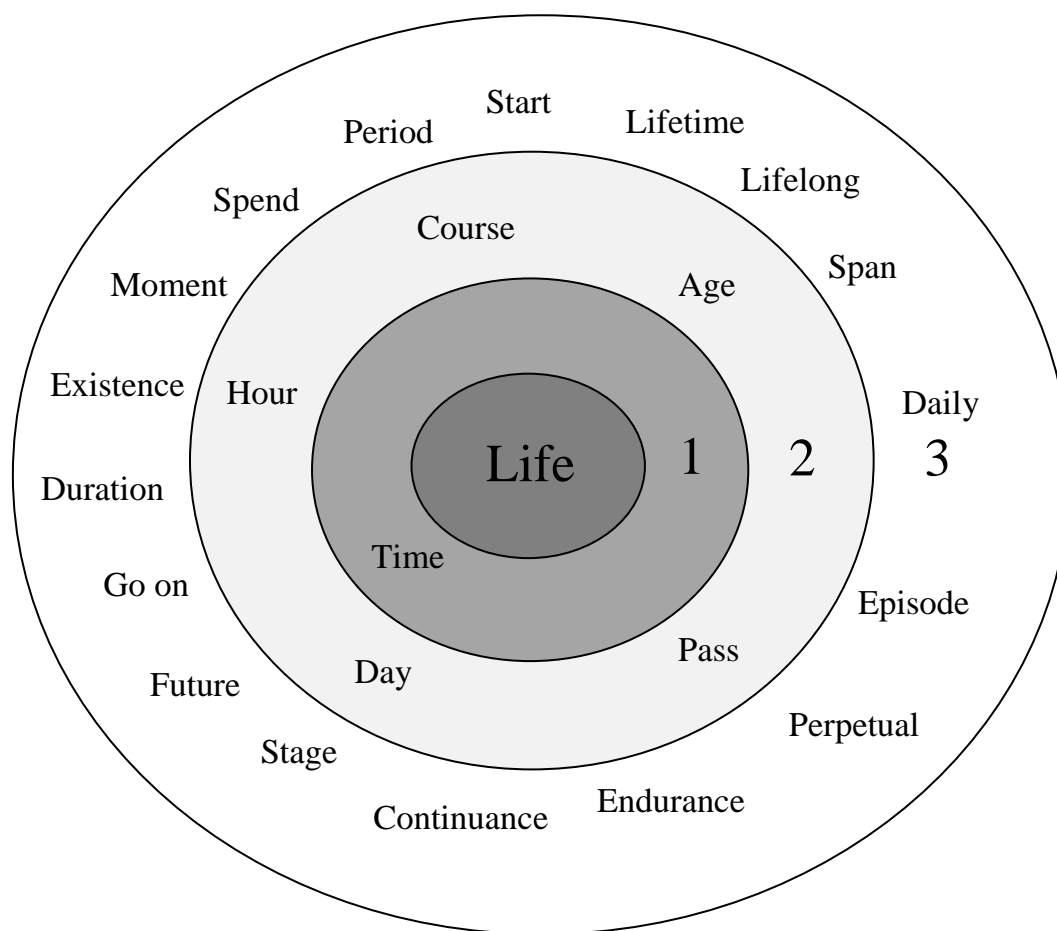 Start
Lifetime
Period
Lifelong
Spend
Course
Span
Moment
Age
Existence
Hour
Daily
Life
1
2
3
Duration
Time
Go on
Episode
Pass
Day
Future
Perpetual
Stage
Endurance
Continuance